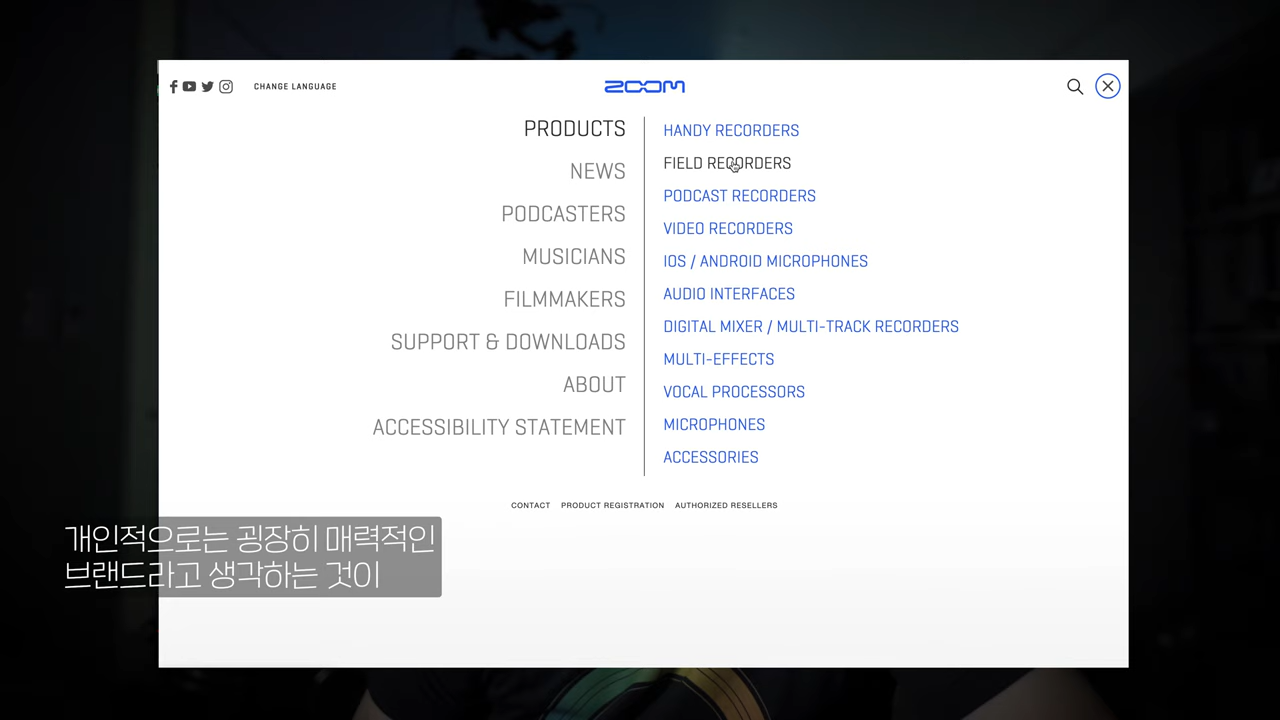 CHANGE LANGUAGE
ZOOM
PRODUCTS
NEWS
PODCASTERS
MUSICIANS
FILMMAKERS
SUPPORT & DOWNLOADS
ABOUT
ACCESSIBILITY STATEMENT
HANDY RECORDERS
FIELD RECORDERS
PODCAST RECORDERS
VIDEO RECORDERS
IOS / ANDROID MICROPHONES
AUDIO INTERFACES
DIGITAL MIXER / MULTI-TRACK RECORDERS
MULTI-EFFECTS
VOCAL PROCESSORS
MICROPHONES
ACCESSORIES
CONTACT PRODUCT REGISTRATION AUTHORIZED RESELLERS
개인적으로는 굉장히 매력적인
브랜드라고 생각하는 것이